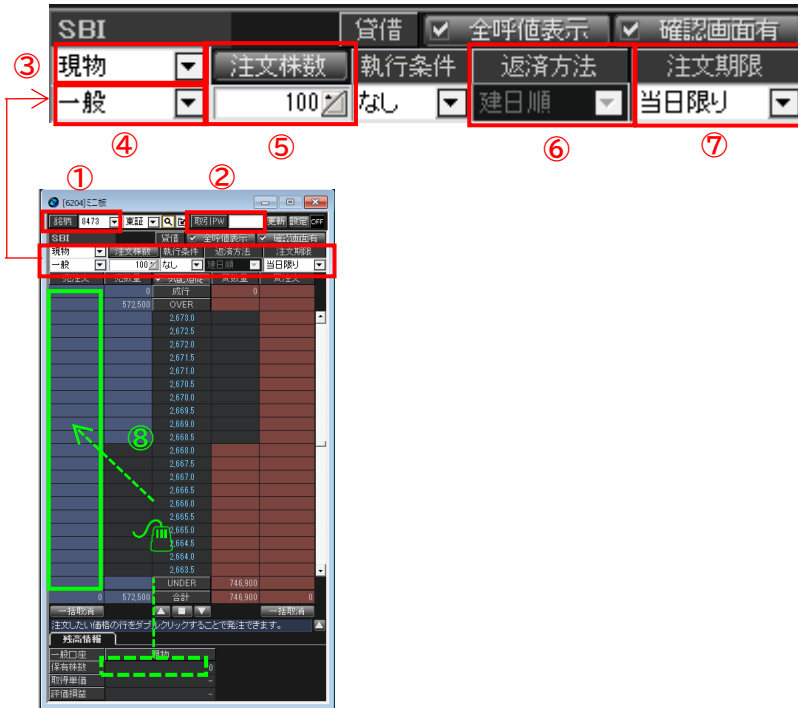 SBI 貸借 全呼値表示 確認画面有
③ 現物 注文株数 執行条件 返済方法 注文期限
一般 100 なし 建日順 当日限り
④ ⑤ ⑥ ⑦
① ②
[6204]ミニ板
銘柄 8473 東証 取引PW 更新 設定 OFF
SBI 貸借 全呼値表示 確認画面有
現物 注文株数 執行条件 返済方法 注文期限
一般 100 なし 建日順 当日限り
0 成行 0
572,500 OVER
2,673.0
2,672.5
2,672.0
2,671.5
2,671.0
2,670.5
2,670.0
2,669.5
2,669.0
⑧ 2,668.5
2,668.0
2,667.5
2,667.0
2,666.5
2,666.0
2,665.5
2,665.0
2,664.5
2,664.0
2,663.5
UNDER 746,900
0 572,500 合計 746,900 0
一括取消 一括取消
注文したい価格の行をダブルクリックすることで発注できます。
残高情報
一般口座 現物
保有株数 0
取得単価 -
評価損益 -